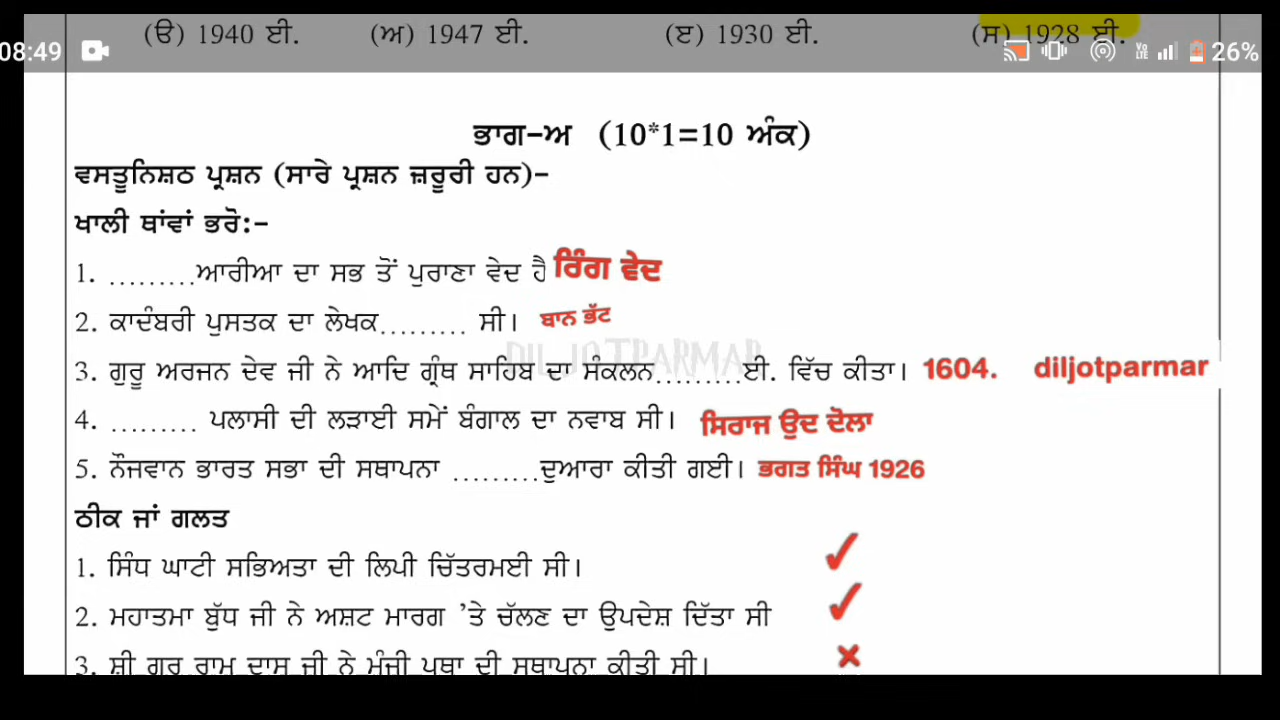 (ੳ) 1940 ਈ. (ਅ) 1947 ਈ. (ੲ) 1930 ਈ. (ਸ) 1928 ਈ.
08:49 Vo LTE 26%
ਭਾਗ-ਅ (10*1=10 ਅੰਕ)
ਵਸਤੂਨਿਸ਼ਠ ਪ੍ਰਸ਼ਨ (ਸਾਰੇ ਪ੍ਰਸ਼ਨ ਜ਼ਰੂਰੀ ਹਨ)-
ਖਾਲੀ ਥਾਂਵਾਂ ਭਰੋ:-
1. .........ਆਰੀਆ ਦਾ ਸਭ ਤੋਂ ਪੁਰਾਣਾ ਵੇਦ ਹੈ ਰਿੰਗ ਵੇਦ
2. ਕਾਦੰਬਰੀ ਪੁਸਤਕ ਦਾ ਲੇਖਕ......... ਸੀ। ਬਾਨ ਭੱਟ
DILJOTPARMAR
3. ਗੁਰੂ ਅਰਜਨ ਦੇਵ ਜੀ ਨੇ ਆਦਿ ਗ੍ਰੰਥ ਸਾਹਿਬ ਦਾ ਸੰਕਲਨ.........ਈ. ਵਿੱਚ ਕੀਤਾ। 1604. diljotparmar
4. ......... ਪਲਾਸੀ ਦੀ ਲੜਾਈ ਸਮੇਂ ਬੰਗਾਲ ਦਾ ਨਵਾਬ ਸੀ। ਸਿਰਾਜ ਉਦ ਦੋਲਾ
5. ਨੌਜਵਾਨ ਭਾਰਤ ਸਭਾ ਦੀ ਸਥਾਪਨਾ .........ਦੁਆਰਾ ਕੀਤੀ ਗਈ। ਭਗਤ ਸਿੰਘ 1926
ਠੀਕ ਜਾਂ ਗਲਤ
1. ਸਿੰਧ ਘਾਟੀ ਸਭਿਅਤਾ ਦੀ ਲਿਪੀ ਚਿੱਤਰਮਈ ਸੀ। ✓
2. ਮਹਾਤਮਾ ਬੁੱਧ ਜੀ ਨੇ ਅਸ਼ਟ ਮਾਰਗ 'ਤੇ ਚੱਲਣ ਦਾ ਉਪਦੇਸ਼ ਦਿੱਤਾ ਸੀ ✓
3. ਸ਼੍ਰੀ ਗੁਰੂ ਰਾਮ ਦਾਸ ਜੀ ਨੇ ਮੰਜੀ ਪ੍ਰਥਾ ਦੀ ਸਥਾਪਨਾ ਕੀਤੀ ਸੀ। ×